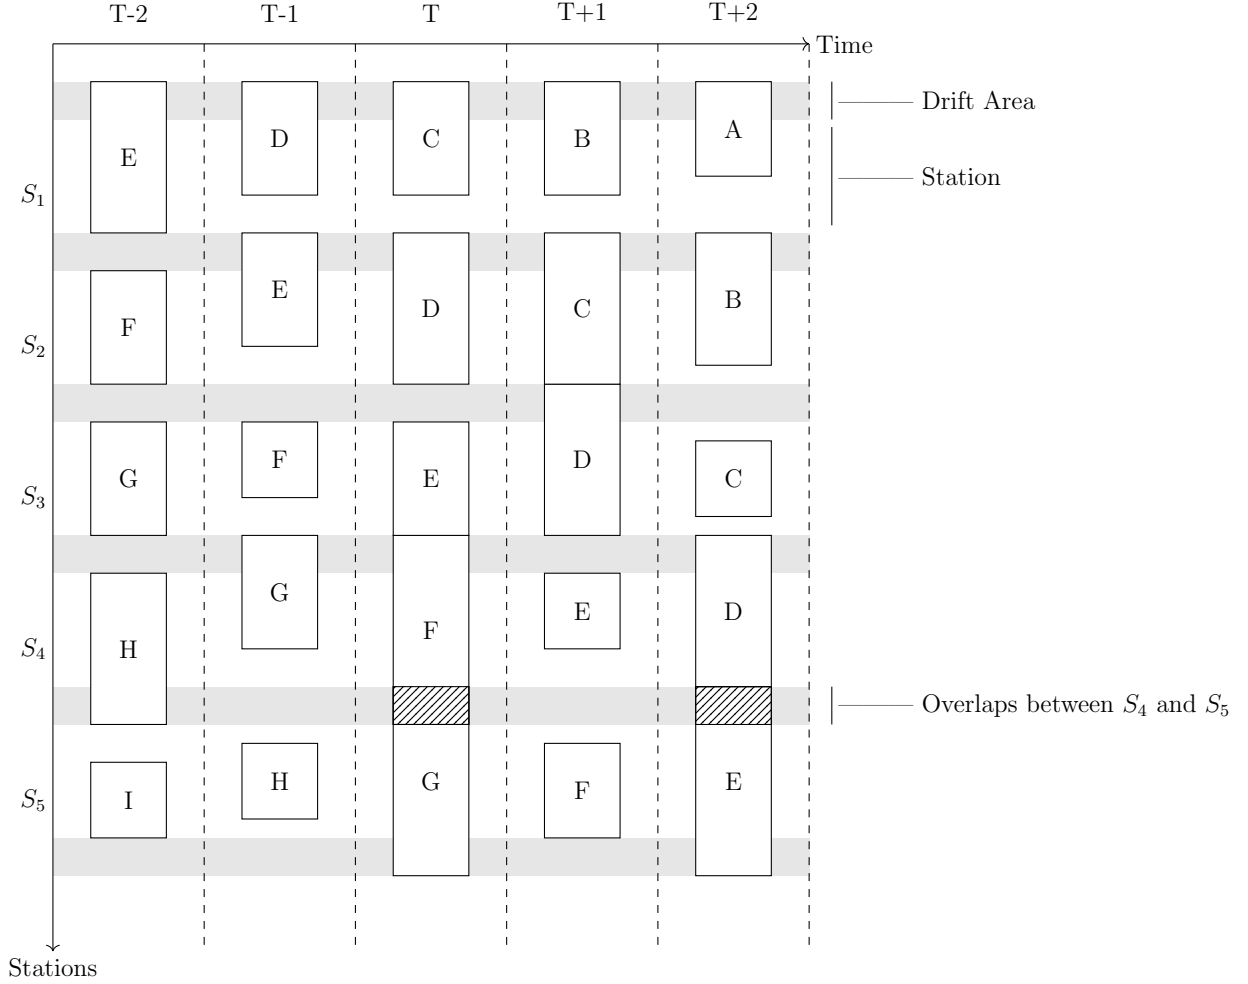 T-2 T-1 T T+1 T+2
Time
Drift Area
E D C B A
Station
S₁
E D C B
F
S₂
G F E D C
S₃
G F E D
H
S₄
Overlaps between S₄ and S₅
I H G F E
S₅
Stations